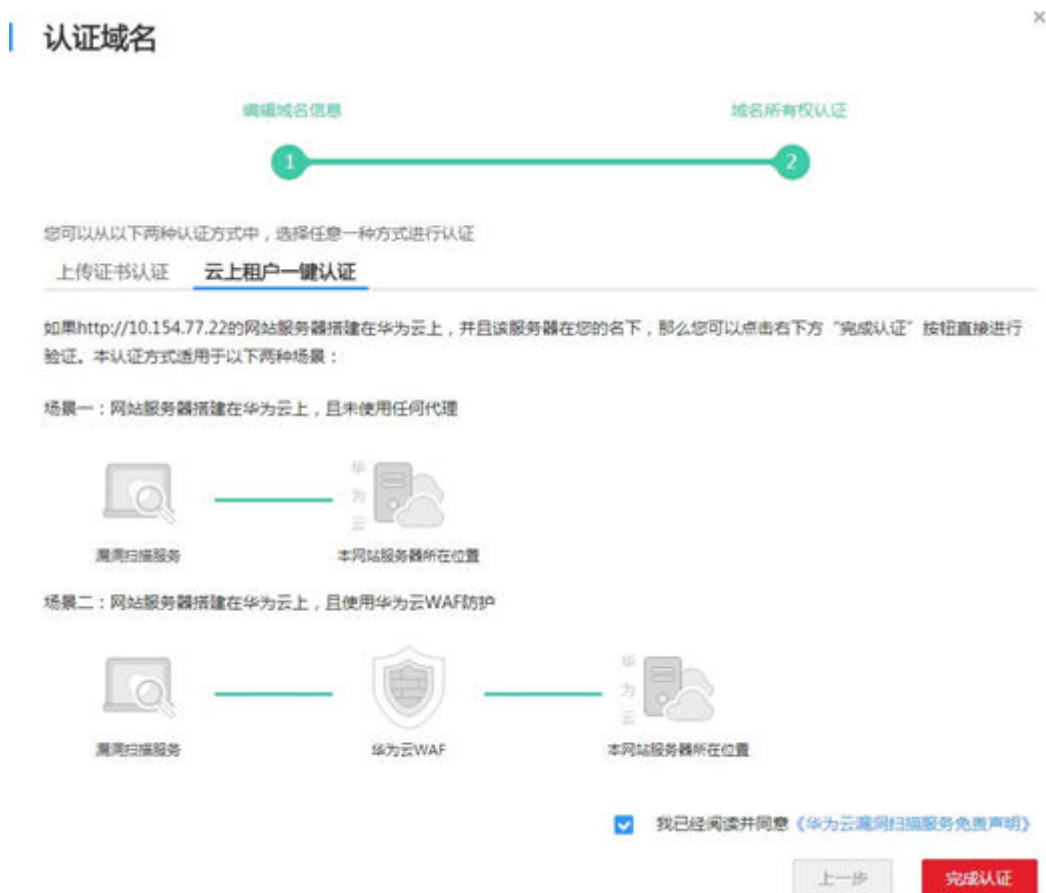 认证域名
编辑域名信息
域名所有权认证
1
2
您可以从以下两种认证方式中，选择任意一种方式进行认证
上传证书认证
云上租户一键认证
如果http://10.154.77.22的网站服务器搭建在华为云上，并且该服务器在您的名下，那么您可以点击右下方“完成认证”按钮直接进行
验证。本认证方式适用于以下两种场景：
场景一：网站服务器搭建在华为云上，且未使用任何代理
华
为
云
漏洞扫描服务
本网站服务器所在位置
场景二：网站服务器搭建在华为云上，且使用华为云WAF防护
华
为
云
漏洞扫描服务
华为云WAF
本网站服务器所在位置
我已经阅读并同意《华为云漏洞扫描服务免责声明》
上一步
完成认证